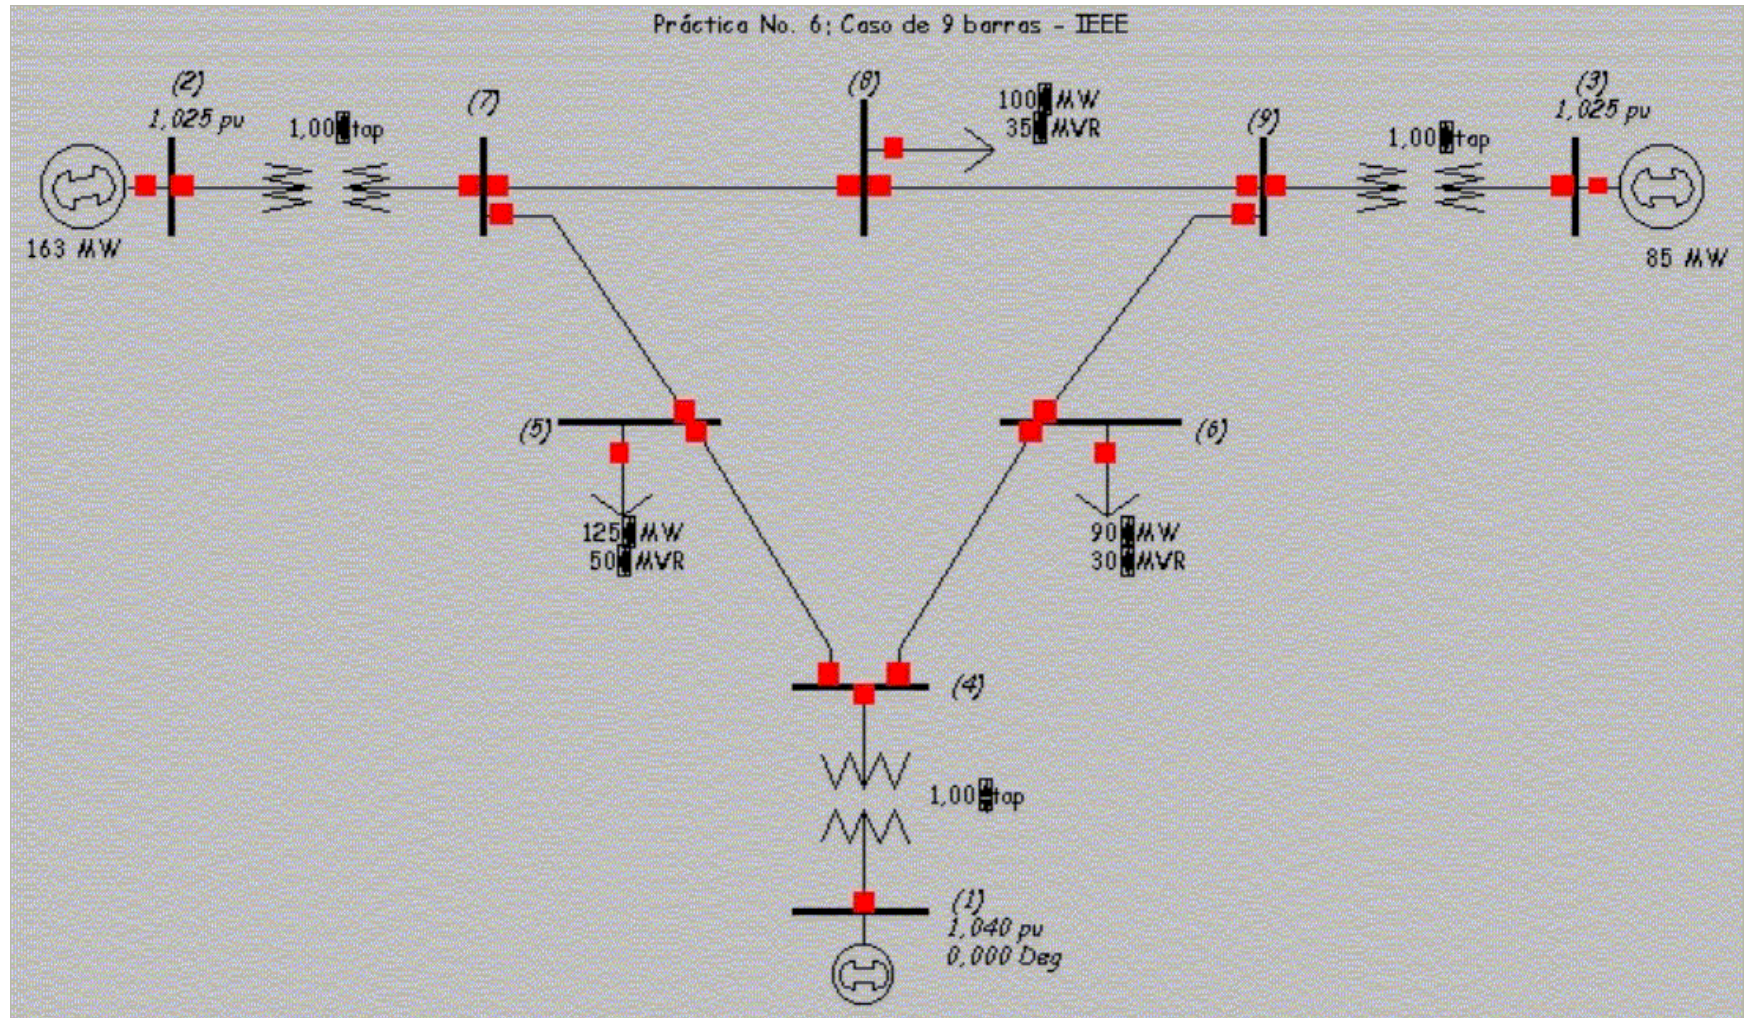 Práctica No. 6; Caso de 9 barras - IEEE
(2)
1,025 pu
1,00 tap
(7)
(8)
100 MW
35 MVR
(9)
1,00 tap
(3)
1,025 pu
163 MW
85 MW
(5)
125 MW
50 MVR
(6)
90 MW
30 MVR
(4)
1,00 tap
(1)
1,040 pu
0,000 Deg